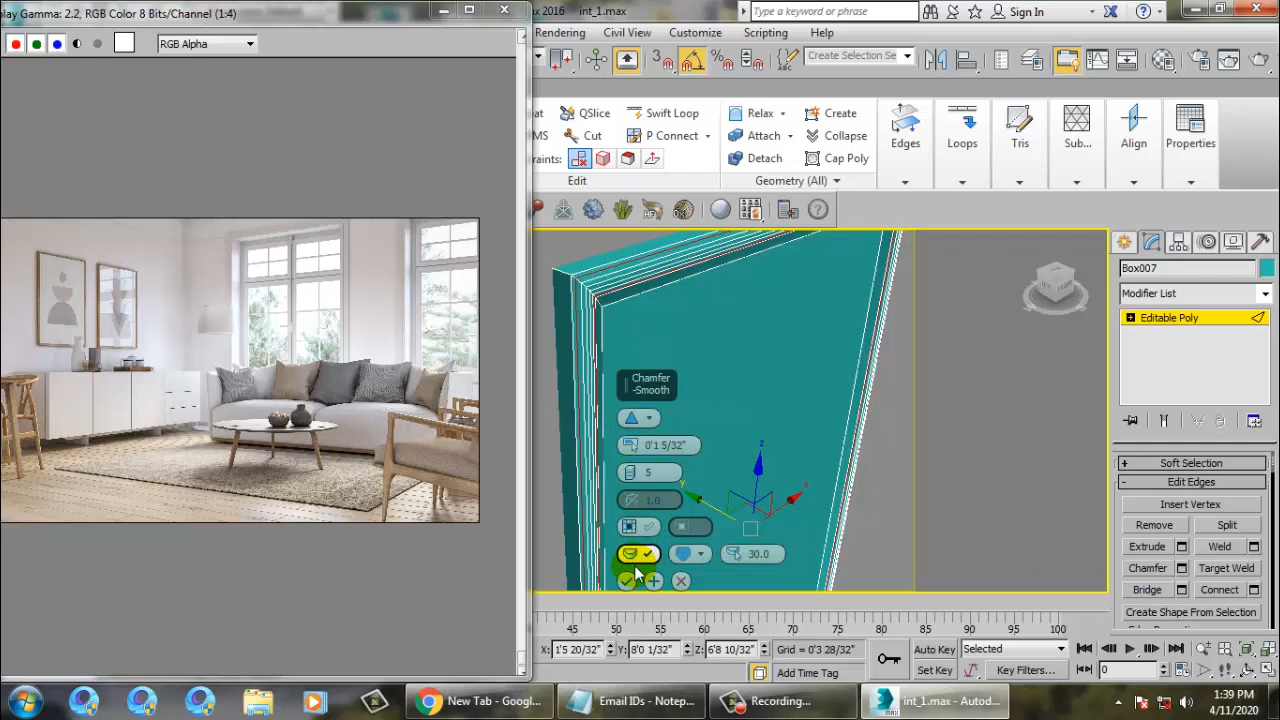 play Gamma: 2.2, RGB Color 8 Bits/Channel (1:4)
RGB Alpha
2016 int_1.max
Type a keyword or phrase
Sign In
Rendering Civil View Customize Scripting Help
Create Selection Se
QSlice Swift Loop
MS Cut P Connect
Edit
Relax Create
Attach Collapse
Detach Cap Poly
Geometry (All)
Edges
Loops
Tris
Sub...
Align
Properties
Chamfer
-Smooth
0'1 5/32"
5
1.0
30.0
z
y
x
Box007
Modifier List
Editable Poly
+ Soft Selection
- Edit Edges
Insert Vertex
Remove Split
Extrude Weld
Chamfer Target Weld
Bridge Connect
Create Shape From Selection
45 50 55 60 65 70 75 80 85 90 95 100
X: 1'5 20/32" Y: 8'0 1/32" Z: 6'8 10/32" Grid = 0'3 28/32"
Add Time Tag
Auto Key Selected
Set Key Key Filters...
0
New Tab - Googl...
Email IDs - Notep...
Recording...
int_1.max - Autod...
1:39 PM
4/11/2020